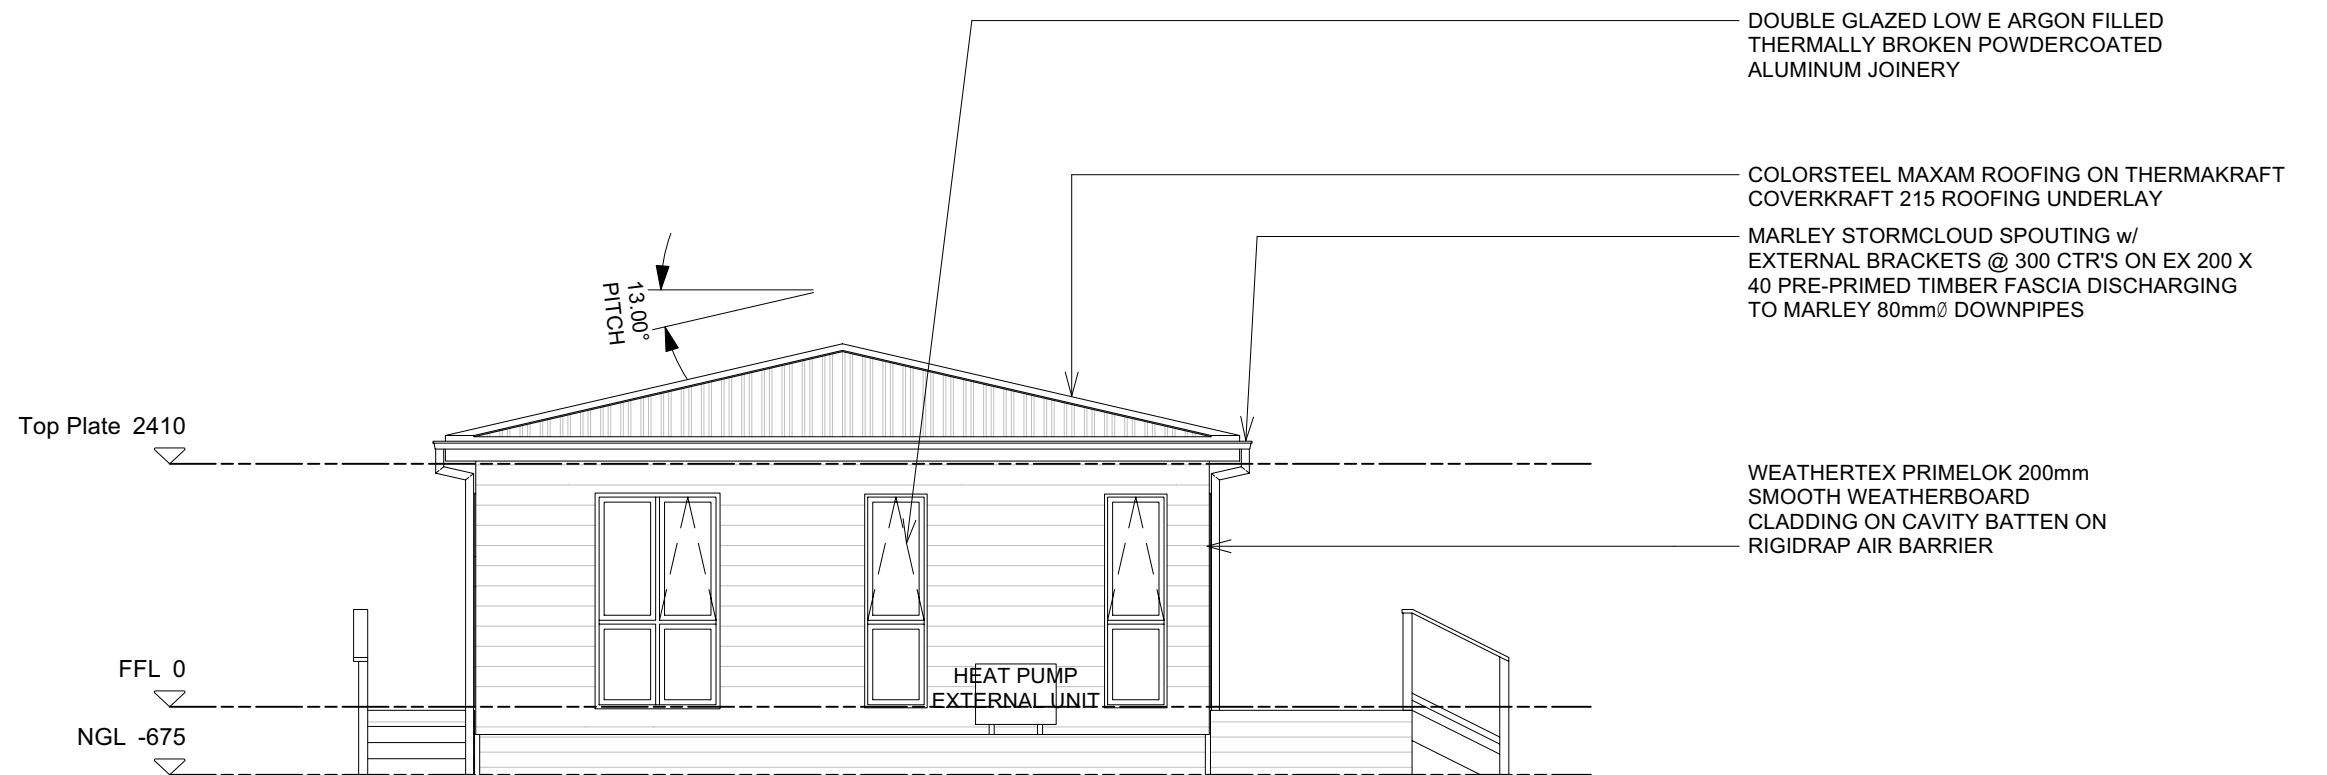 DOUBLE GLAZED LOW E ARGON FILLED
THERMALLY BROKEN POWDERCOATED
ALUMINUM JOINERY
COLORSTEEL MAXAM ROOFING ON THERMAKRAFT
COVERKRAFT 215 ROOFING UNDERLAY
MARLEY STORMCLOUD SPOUTING w/
EXTERNAL BRACKETS @ 300 CTR'S ON EX 200 X
40 PRE-PRIMED TIMBER FASCIA DISCHARGING
TO MARLEY 80mmØ DOWNPIPES
13.00°
PITCH
Top Plate 2410
WEATHERTEX PRIMELOK 200mm
SMOOTH WEATHERBOARD
CLADDING ON CAVITY BATTEN ON
RIGIDRAP AIR BARRIER
FFL 0
HEAT PUMP
EXTERNAL UNIT
NGL -675